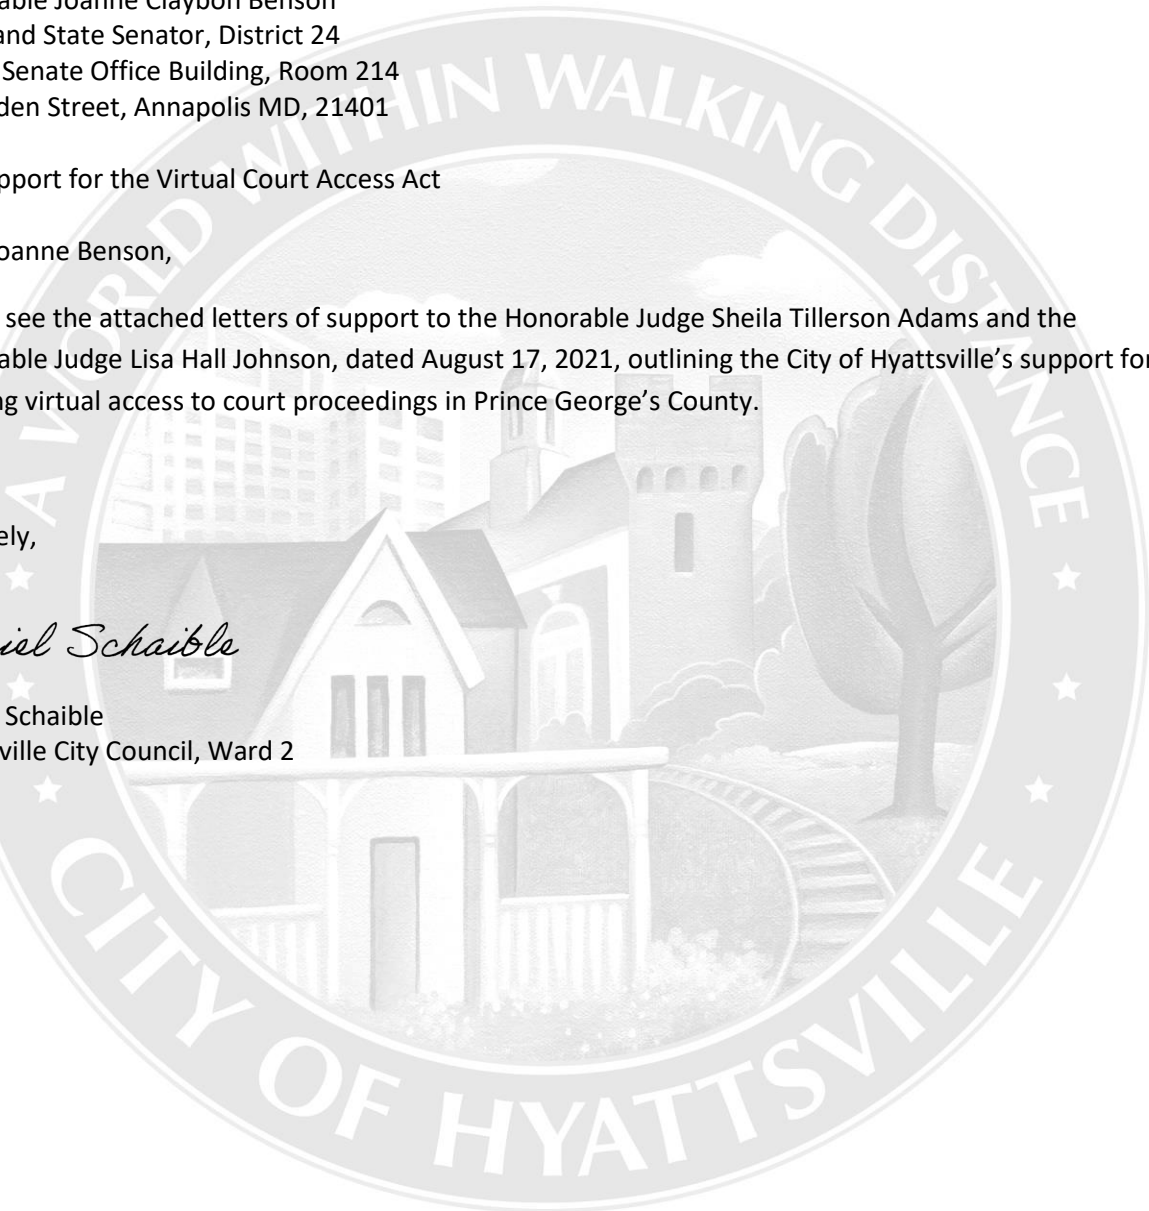 able Joanne Claybon Benson
and State Senator, District 24
Senate Office Building, Room 214
den Street, Annapolis MD, 21401
pport for the Virtual Court Access Act
oanne Benson,
see the attached letters of support to the Honorable Judge Sheila Tillerson Adams and the
able Judge Lisa Hall Johnson, dated August 17, 2021, outlining the City of Hyattsville’s support for
ng virtual access to court proceedings in Prince George’s County.
ely,
iel Schaible
Schaible
ville City Council, Ward 2
A WORLD WITHIN WALKING DISTANCE
CITY OF HYATTSVILLE